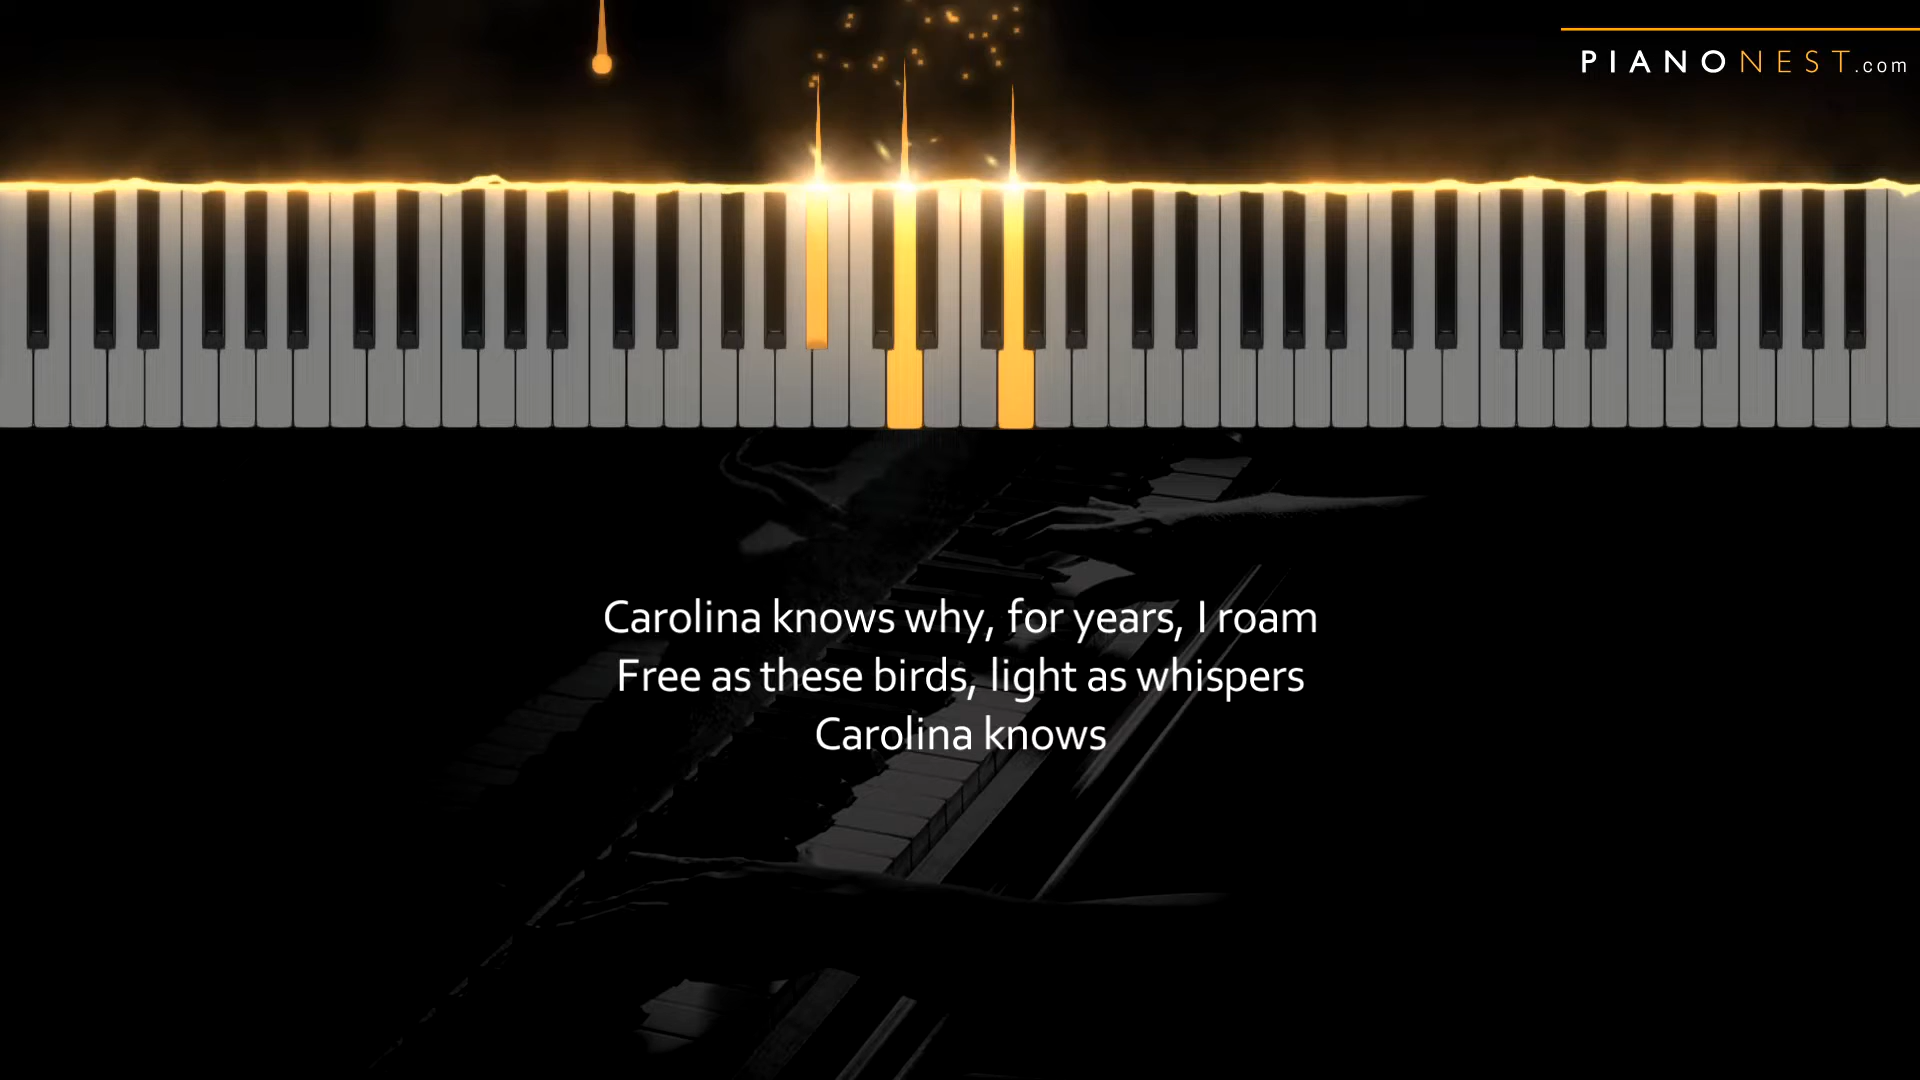 PIANONEST.com
Carolina knows why, for years, I roam
Free as these birds, light as whispers
Carolina knows